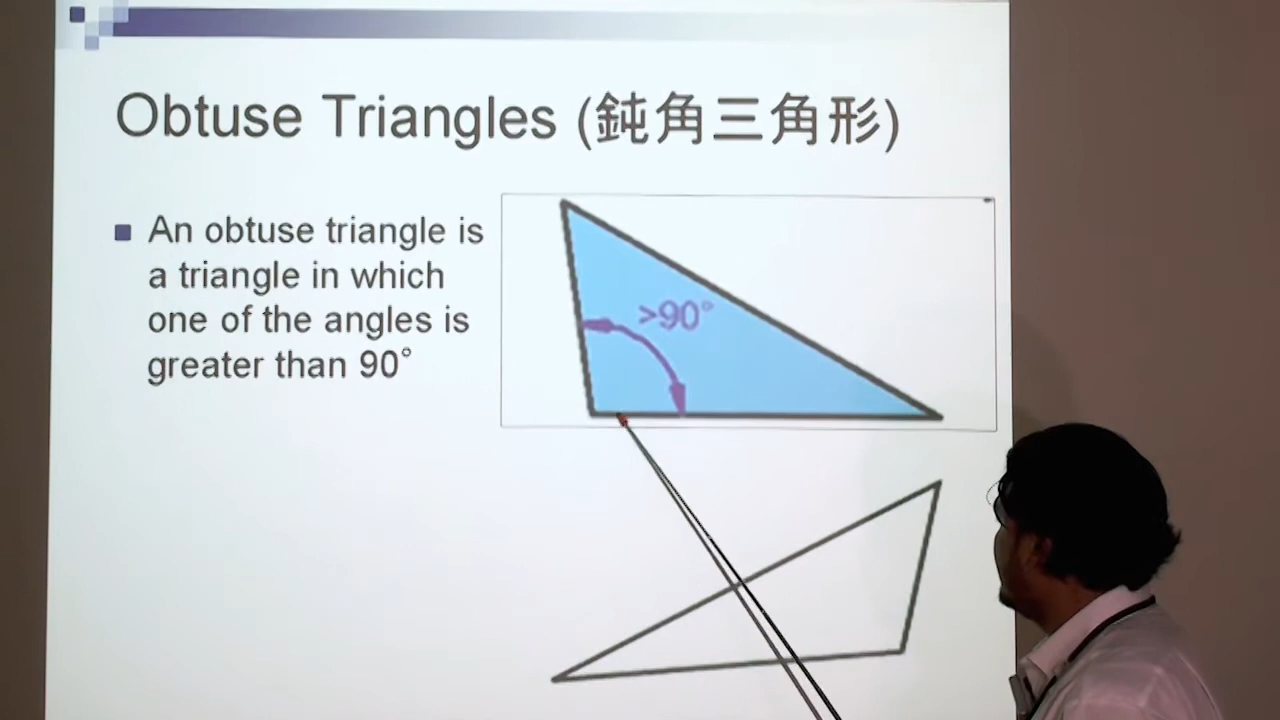 Obtuse Triangles (鈍角三角形)
An obtuse triangle is
a triangle in which
one of the angles is
greater than 90°
>90°